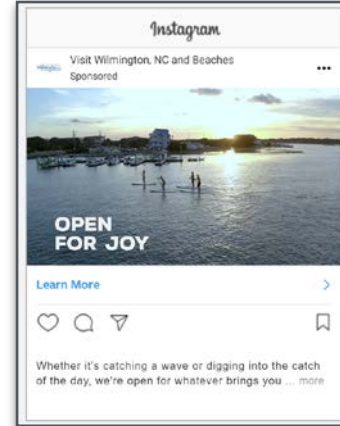 Instagram
Visit Wilmington, NC and Beaches
Sponsored
OPEN
FOR JOY
Learn More
Whether it's catching a wave or digging into the catch
of the day, we're open for whatever brings you ... more